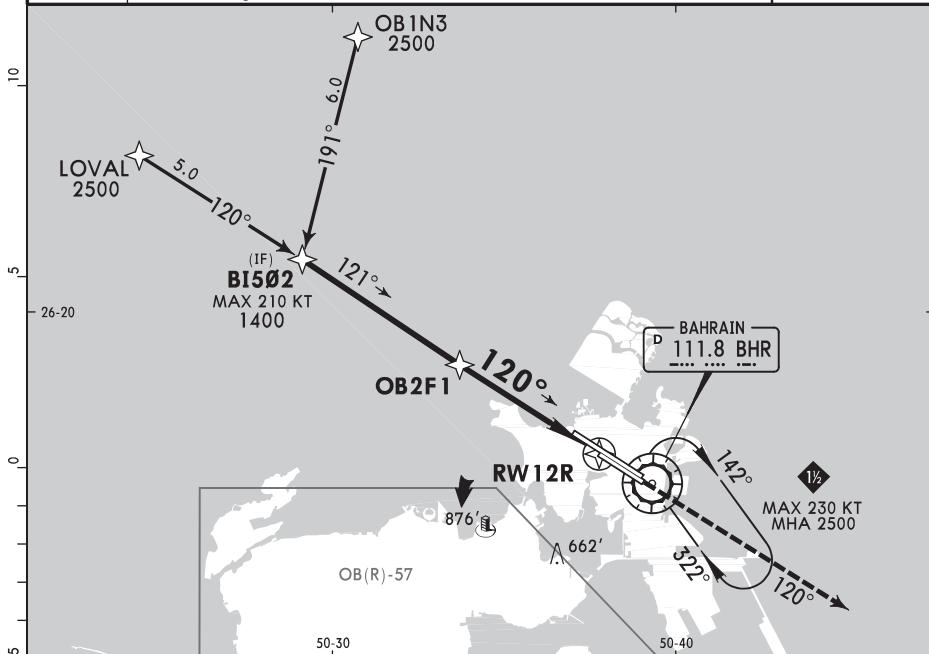 OB1N3
2500
10
6.0
191°
LOVAL
2500
5.0
120°
(IF)
BI5Ø2
MAX 210 KT
1400
121°
5
26-20
BAHRAIN
D 111.8 BHR
OB2F1
120°
0
RW12R
142°
1½
MAX 230 KT
MHA 2500
876'
662'
322°
120°
OB(R)-57
50-30
50-40
5